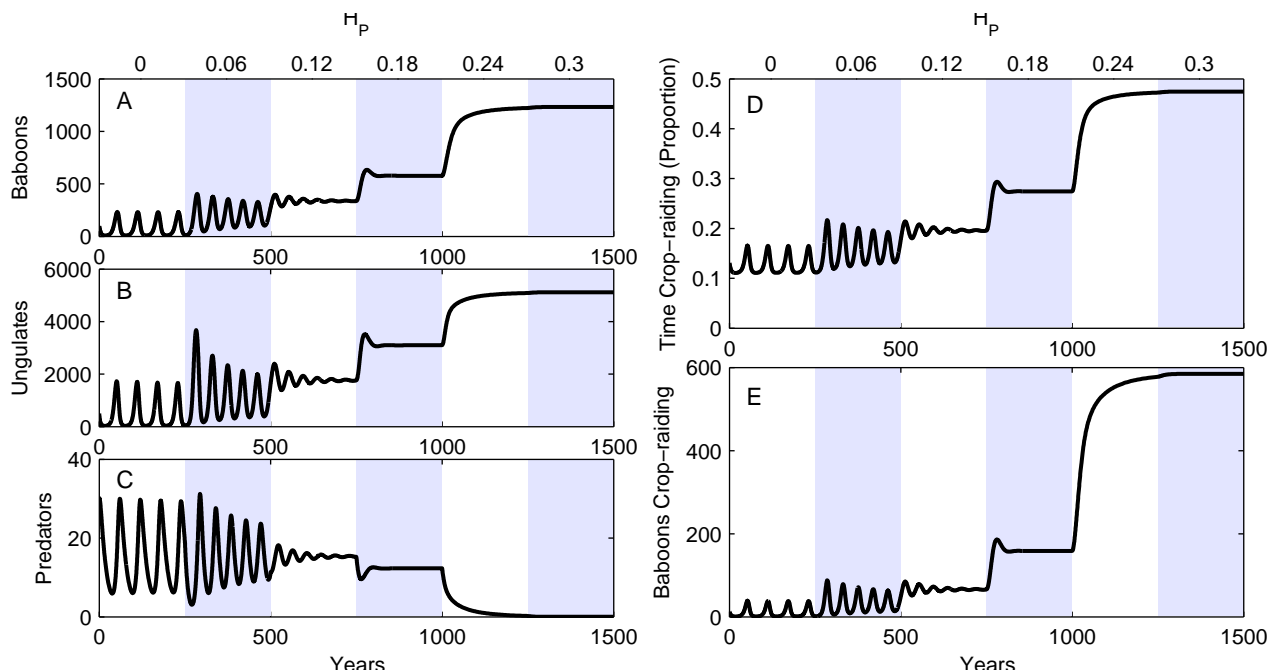 H_P
0 0.06 0.12 0.18 0.24 0.3
1500
1000
500
0
Baboons
A
0 500 1000 1500
6000
4000
2000
0
Ungulates
B
0 500 1000 1500
40
20
0
Predators
C
0 500 1000 1500
Years
H_P
0 0.06 0.12 0.18 0.24 0.3
0.5
0.4
0.3
0.2
0.1
0
Time Crop−raiding (Proportion)
D
0 500 1000 1500
600
400
200
0
Baboons Crop−raiding
E
0 500 1000 1500
Years